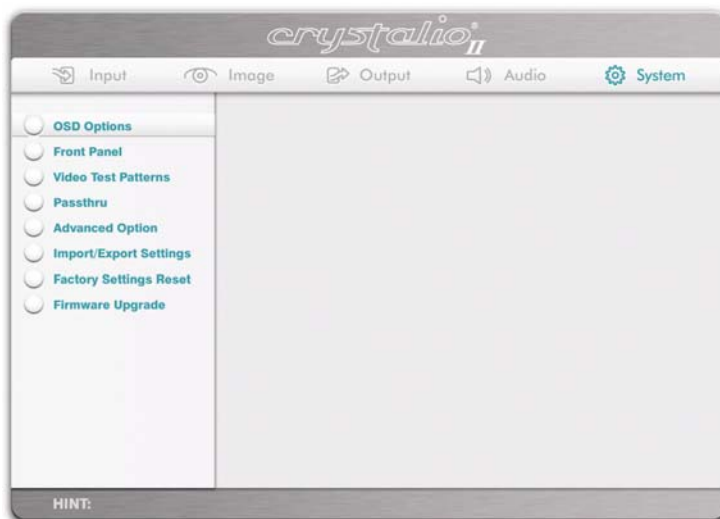 crystalio II
Input Image Output Audio System
OSD Options
Front Panel
Video Test Patterns
Passthru
Advanced Option
Import/Export Settings
Factory Settings Reset
Firmware Upgrade
HINT: